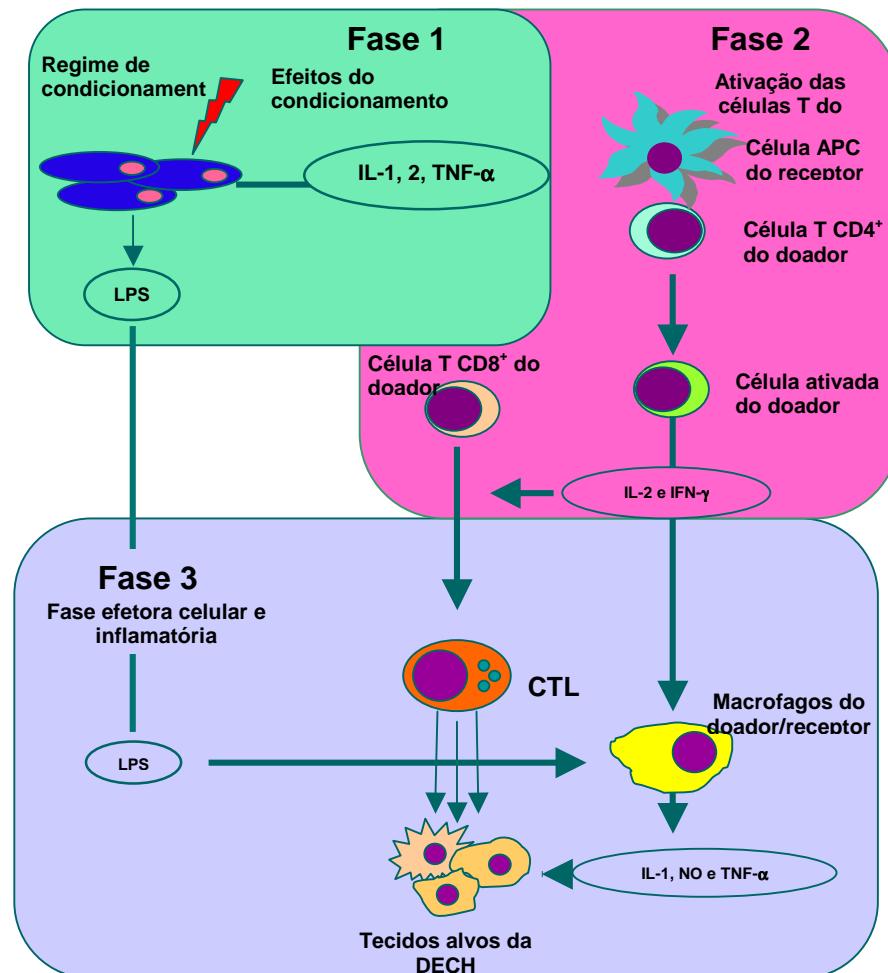 Fase 1
Regime de
condicionament
Efeitos do
condicionamento
IL-1, 2, TNF-α
LPS
Fase 2
Ativação das
células T do
Célula APC
do receptor
Célula T CD4⁺
do doador
Célula T CD8⁺ do
doador
Célula ativada
do doador
IL-2 e IFN-γ
Fase 3
Fase efetora celular e
inflamatória
CTL
Macrofagos do
doador/receptor
LPS
IL-1, NO e TNF-α
Tecidos alvos da
DECH